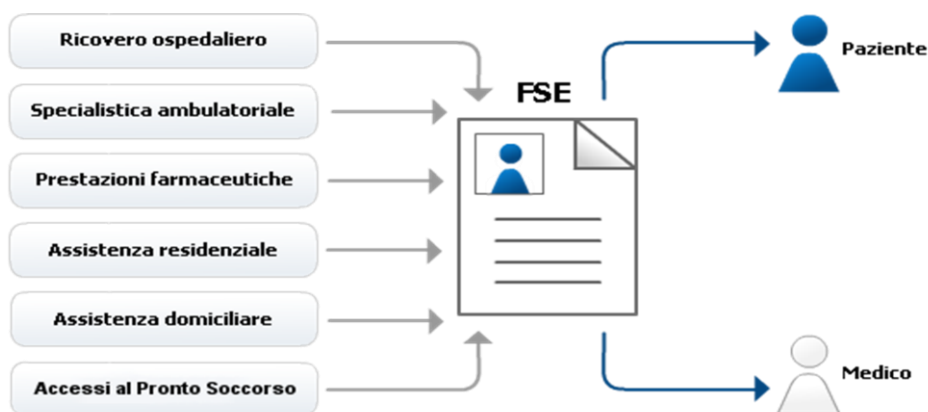 Ricovero ospedaliero
Specialistica ambulatoriale
Prestazioni farmaceutiche
Assistenza residenziale
Assistenza domiciliare
Accessi al Pronto Soccorso
FSE
Paziente
Medico